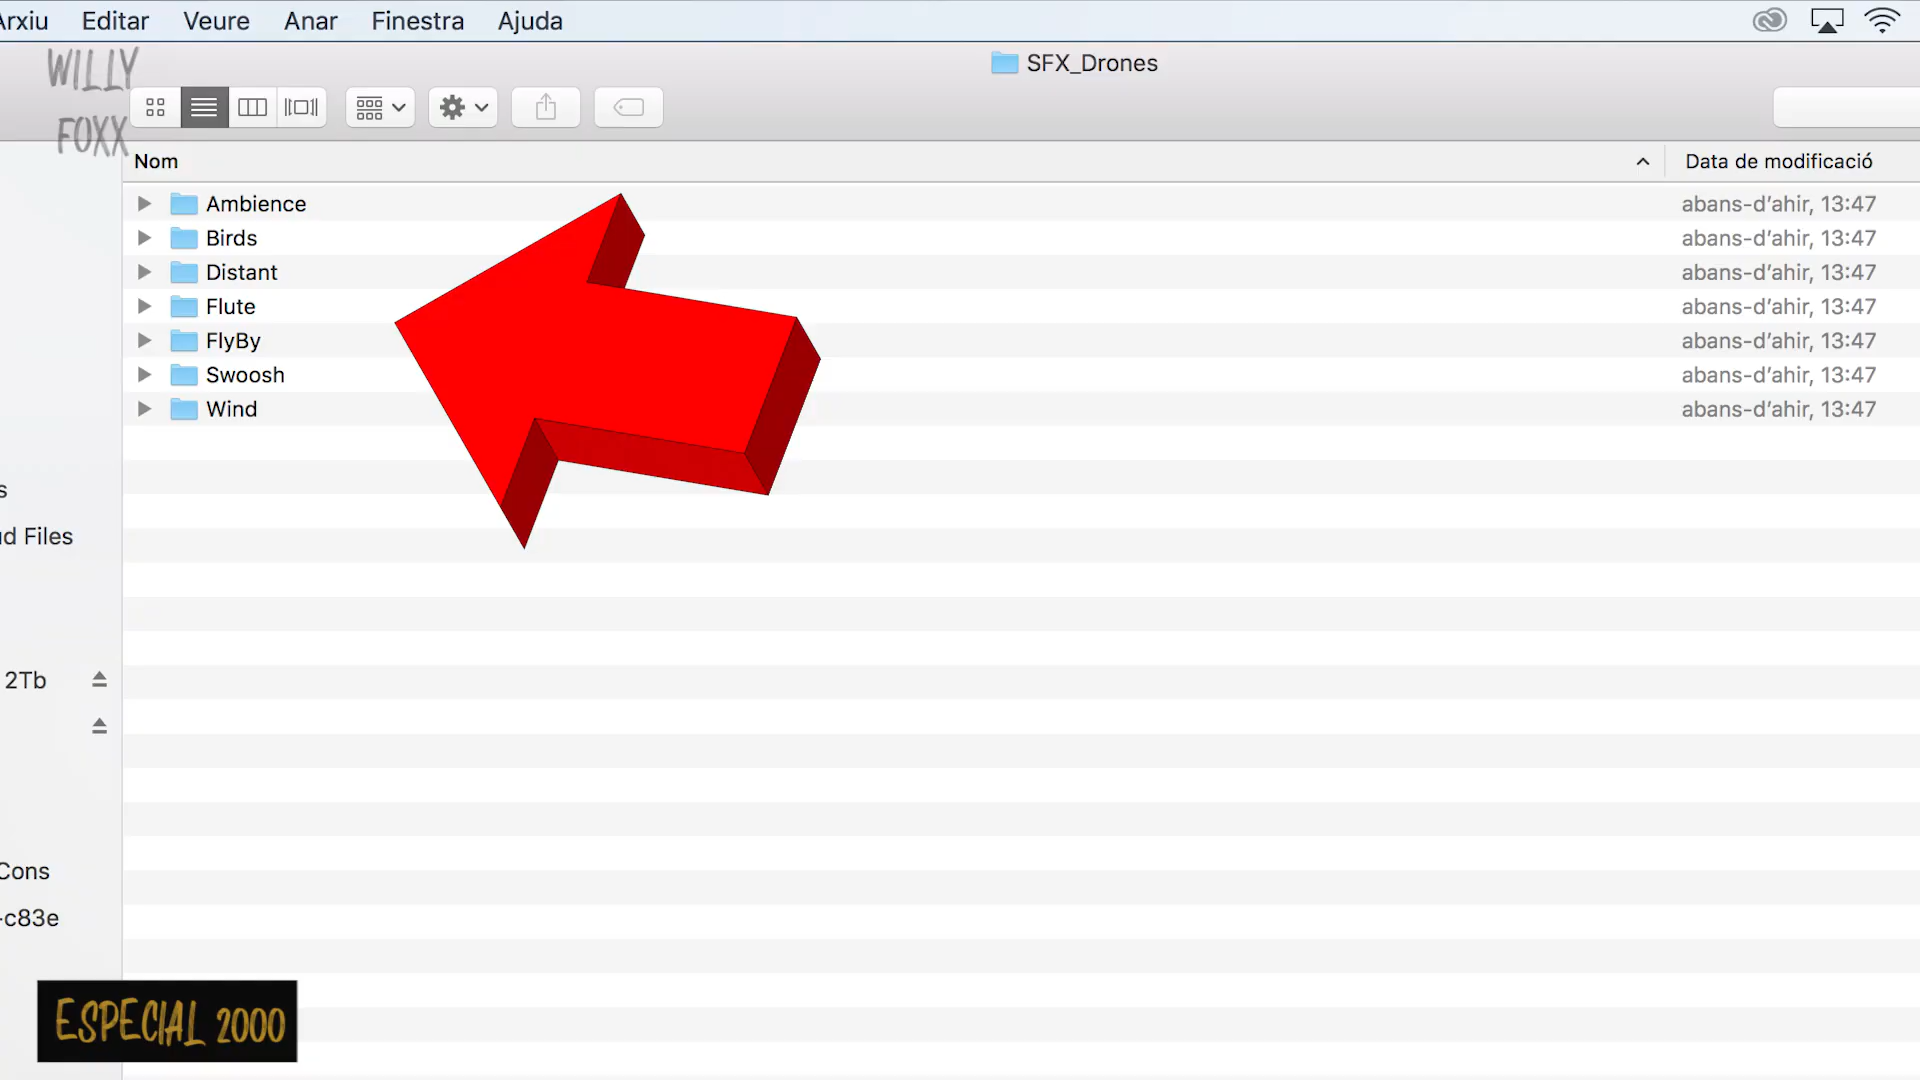 Arxiu Editar Veure Anar Finestra Ajuda
WILLY
FOXX
SFX_Drones
Nom Data de modificació
Ambience abans-d’ahir, 13:47
Birds abans-d’ahir, 13:47
Distant abans-d’ahir, 13:47
Flute abans-d’ahir, 13:47
FlyBy abans-d’ahir, 13:47
Swoosh abans-d’ahir, 13:47
Wind abans-d’ahir, 13:47
s
ud Files
2Tb
Cons
-c83e
ESPECIAL 2000